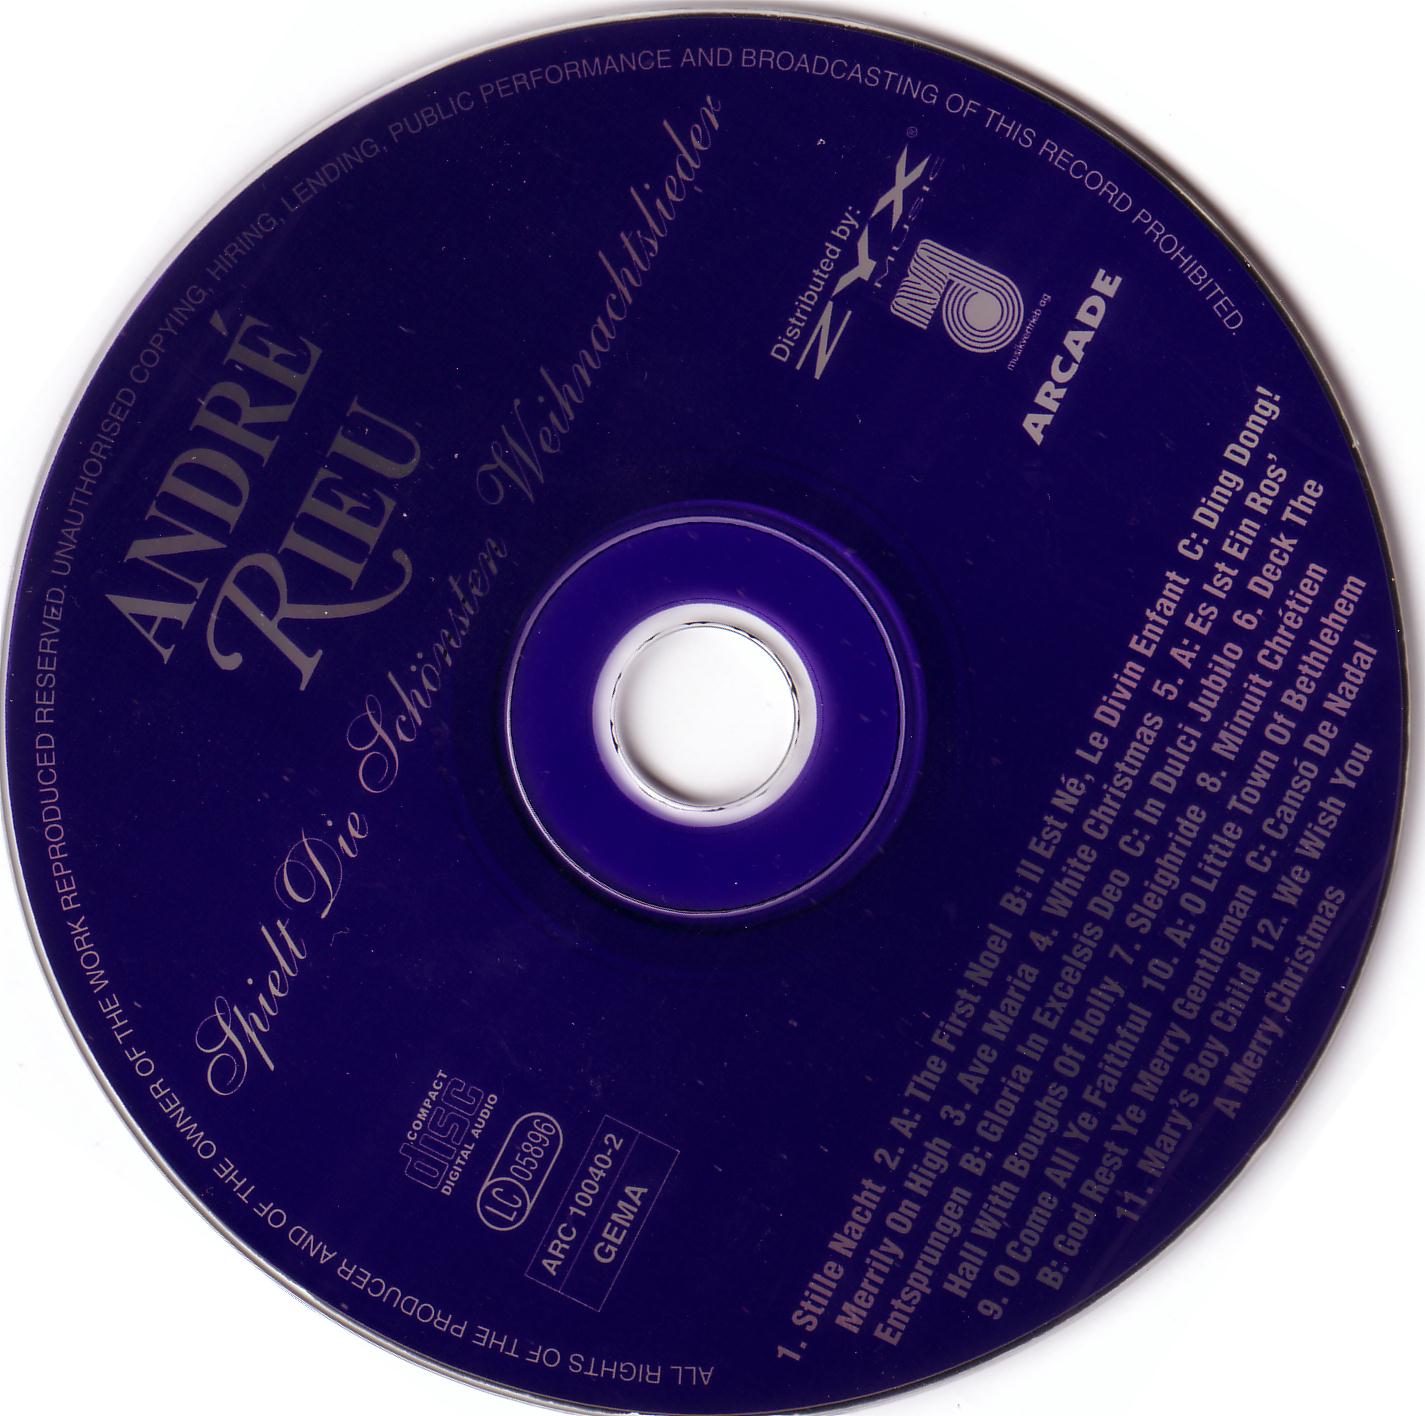 ALL RIGHTS OF THE PRODUCER AND OF THE OWNER OF THE WORK REPRODUCED RESERVED. UNAUTHORISED COPYING, HIRING, LENDING, PUBLIC PERFORMANCE AND BROADCASTING OF THIS RECORD PROHIBITED.
ANDRÉ
RIEU
Spielt Die Schönsten Weihnachtslieder
COMPACT
disc
DIGITAL AUDIO
LC 05896
ARC 10040-2
GEMA
Distributed by:
ZYX
MUSIC
®
musikvertrieb ag
ARCADE
1. Stille Nacht 2. A: The First Noel B: Il Est Né, Le Divin Enfant C: Ding Dong!
Merrily On High 3. Ave Maria 4. White Christmas 5. A: Es Ist Ein Ros'
Entsprungen B: Gloria In Excelsis Deo C: In Dulci Jubilo 6. Deck The
Hall With Boughs Of Holly 7. Sleighride 8. Minuit Chrétien
9. O Come All Ye Faithful 10. A: O Little Town Of Bethlehem
B: God Rest Ye Merry Gentleman C: Cansó De Nadal
11. Mary's Boy Child 12. We Wish You
A Merry Christmas